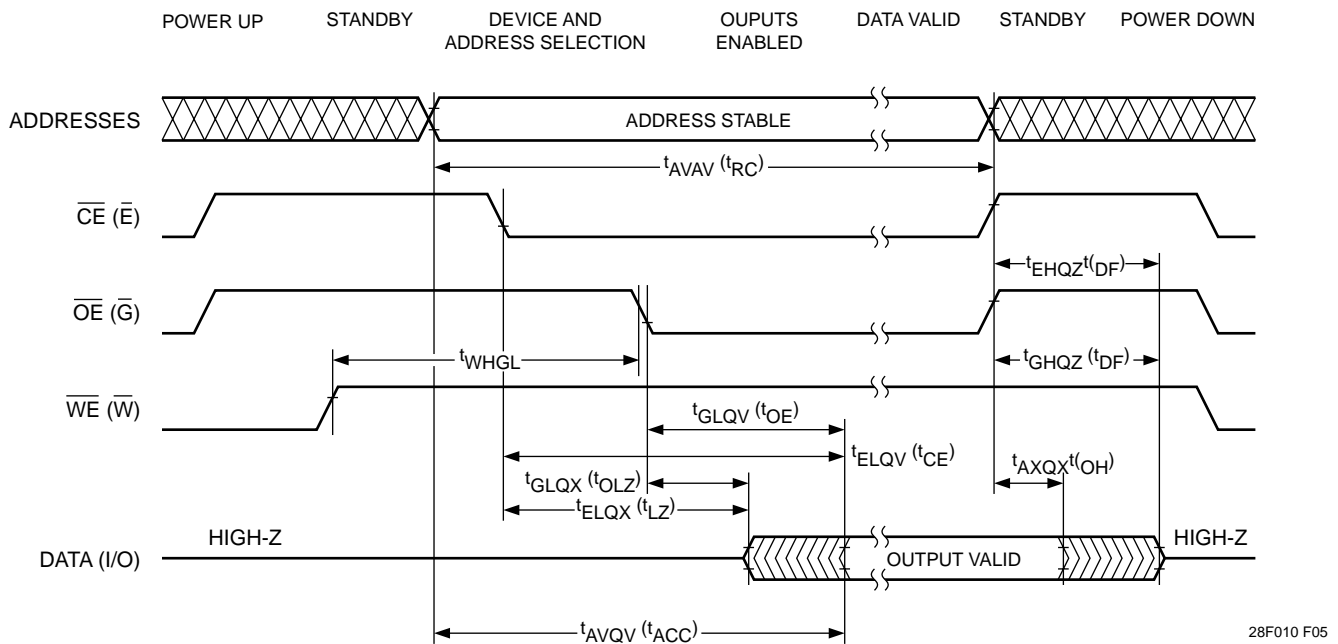 POWER UP STANDBY DEVICE AND ADDRESS SELECTION OUPUTS ENABLED DATA VALID STANDBY POWER DOWN
ADDRESSES
ADDRESS STABLE
tAVAV (tRC)
CE (E)
tEHQZt(DF)
OE (G)
tWHGL
tGHQZ (tDF)
WE (W)
tGLQV (tOE)
tELQV (tCE)
tAXQXt(OH)
tGLQX (tOLZ)
tELQX (tLZ)
HIGH-Z
HIGH-Z
DATA (I/O)
OUTPUT VALID
tAVQV (tACC)
28F010 F05